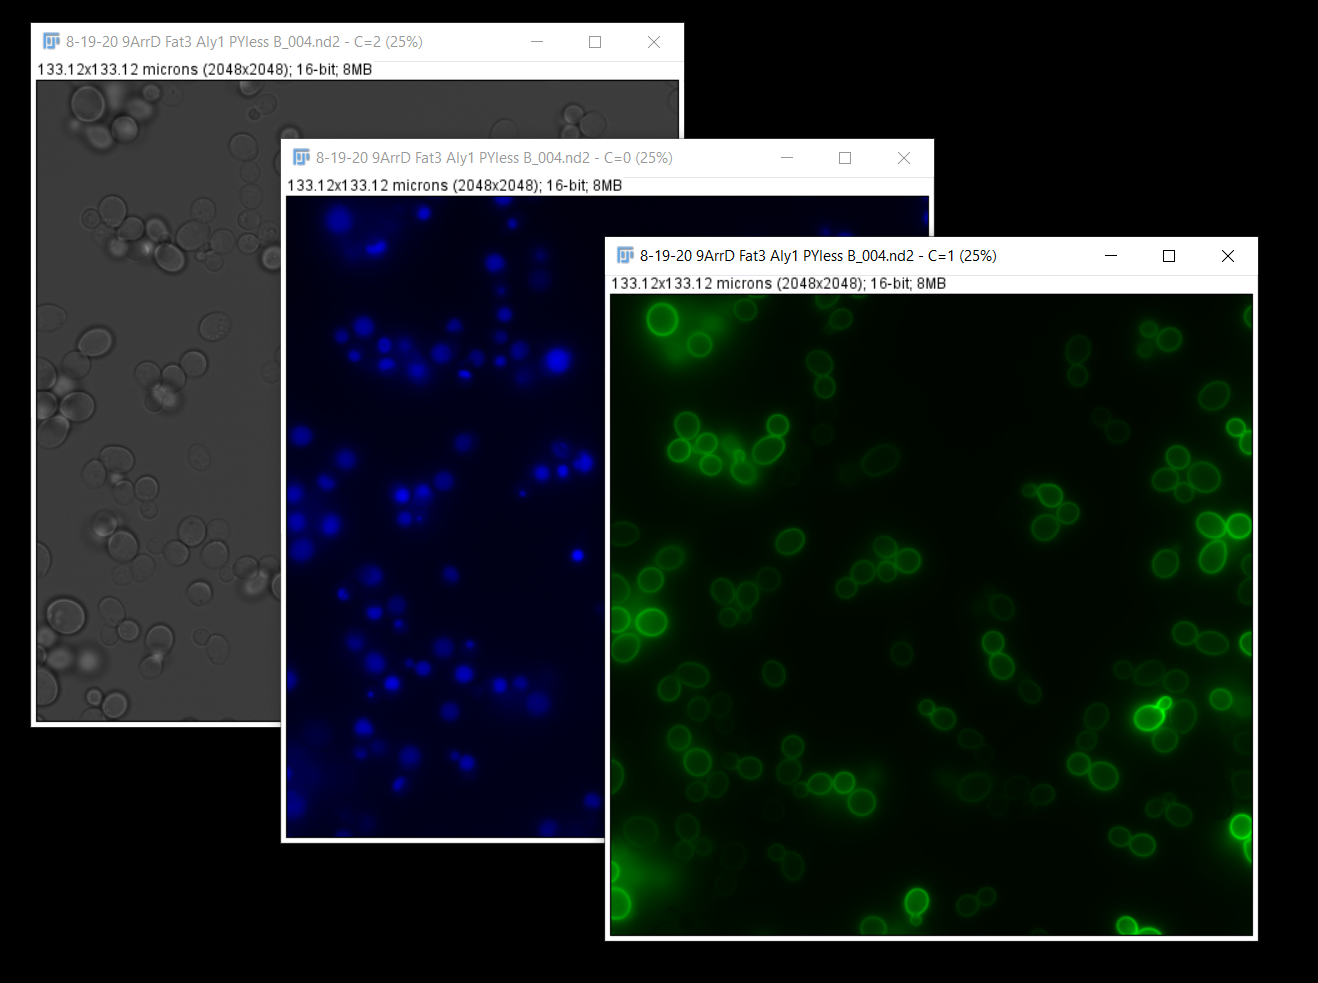 8-19-20 9ArrD Fat3 Aly1 PYless B_004.nd2 - C=2 (25%)
133.12x133.12 microns (2048x2048); 16-bit; 8MB
8-19-20 9ArrD Fat3 Aly1 PYless B_004.nd2 - C=0 (25%)
133.12x133.12 microns (2048x2048); 16-bit; 8MB
8-19-20 9ArrD Fat3 Aly1 PYless B_004.nd2 - C=1 (25%)
133.12x133.12 microns (2048x2048); 16-bit; 8MB